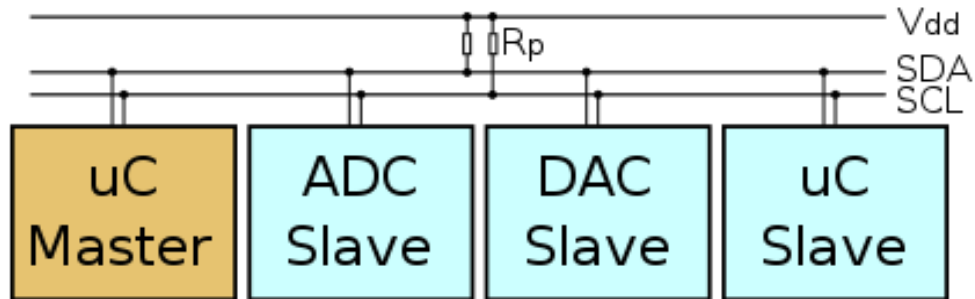 Vdd
Rp
SDA
SCL
uC
Master
ADC
Slave
DAC
Slave
uC
Slave